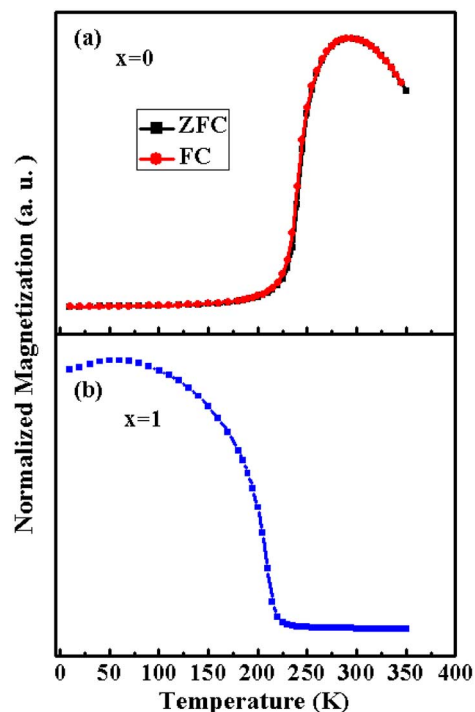 (a)
x=0
ZFC
FC
Normalized Magnetization (a. u.)
(b)
x=1
0 50 100 150 200 250 300 350 400
Temperature (K)